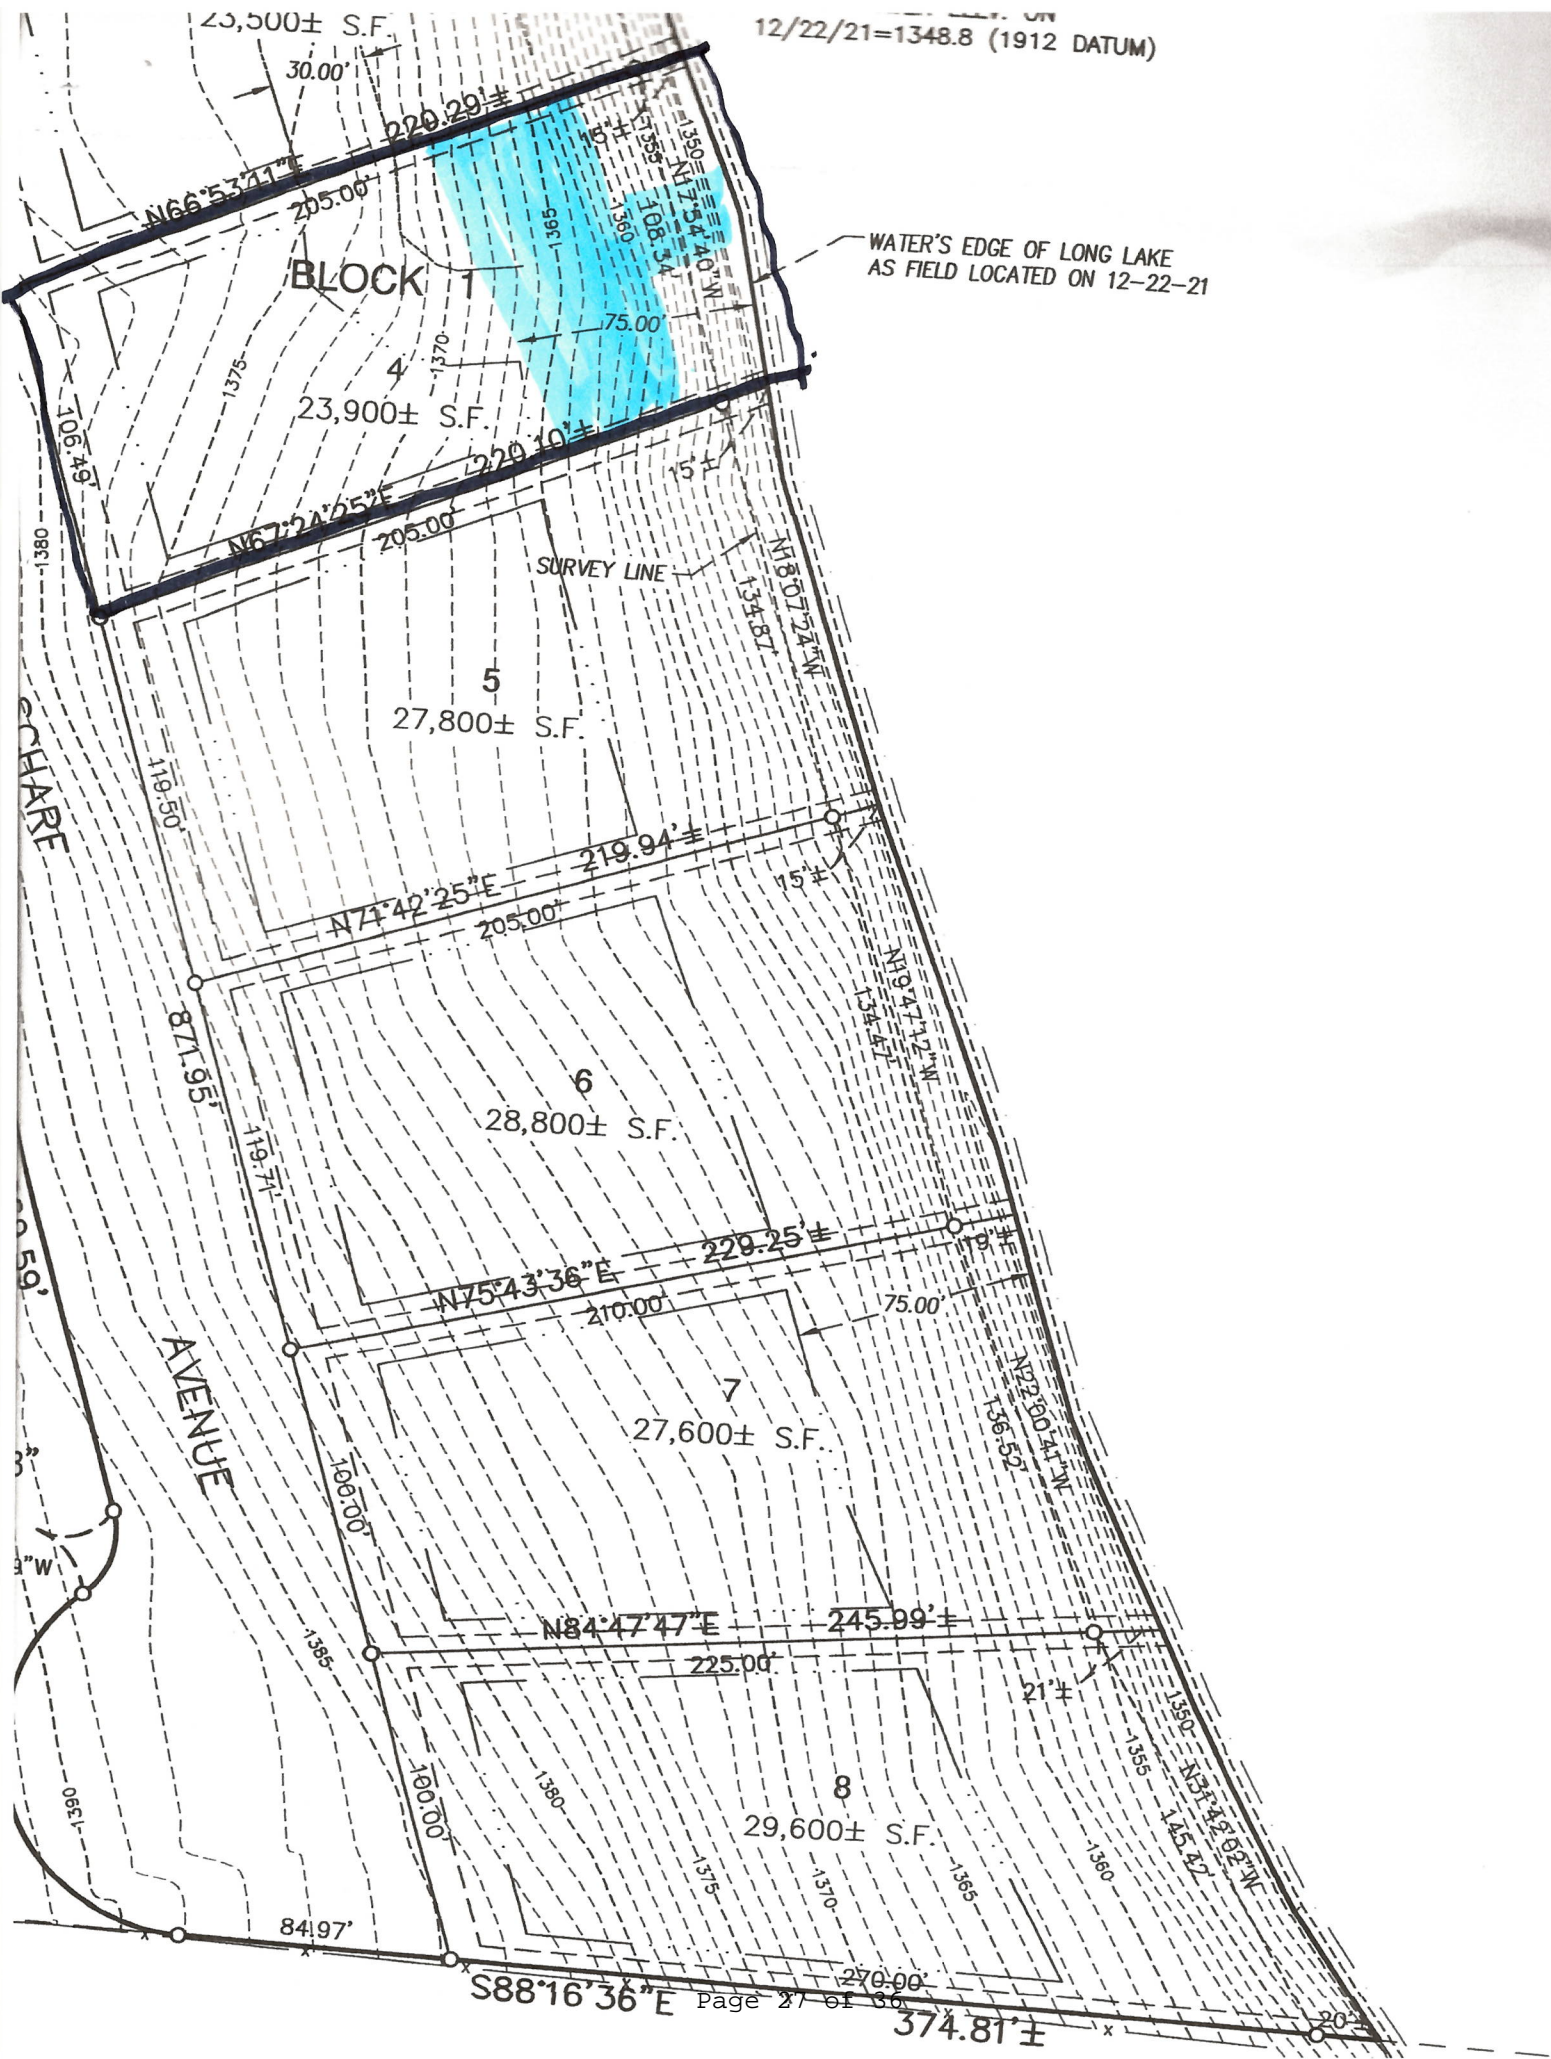 23,500± S.F.
12/22/21=1348.8 (1912 DATUM)
30.00'
220.29'±
N66°53'11"E
205.00'
15'±
1355
1350
N17°54'40"W
108.34'
1360
1365
WATER'S EDGE OF LONG LAKE
AS FIELD LOCATED ON 12-22-21
BLOCK 1
75.00'
1370
1375
4
23,900± S.F.
106.49'
220.10'±
N67°24'25"E
205.00'
15'±
1380
SURVEY LINE
N18°07'24"W
134.87'
5
27,800± S.F.
SCHARF
119.50'
219.94'±
N71°42'25"E
205.00'
15'±
N19°47'12"W
134.47'
871.95'
6
28,800± S.F.
119.71'
229.25'±
N75°43'36"E
210.00'
19'±
75.00'
AVENUE
7
27,600± S.F.
N22°00'41"W
136.52'
100.00'
9"W
N84°47'47"E
245.99'±
225.00'
21'±
1385
1350
1355
N31°42'02"W
145.42'
100.00'
1390
1380
8
29,600± S.F.
1375
1370
1365
1360
84.97'
270.00'
S88°16'36"E
Page 27 of 36
374.81'±
20'±